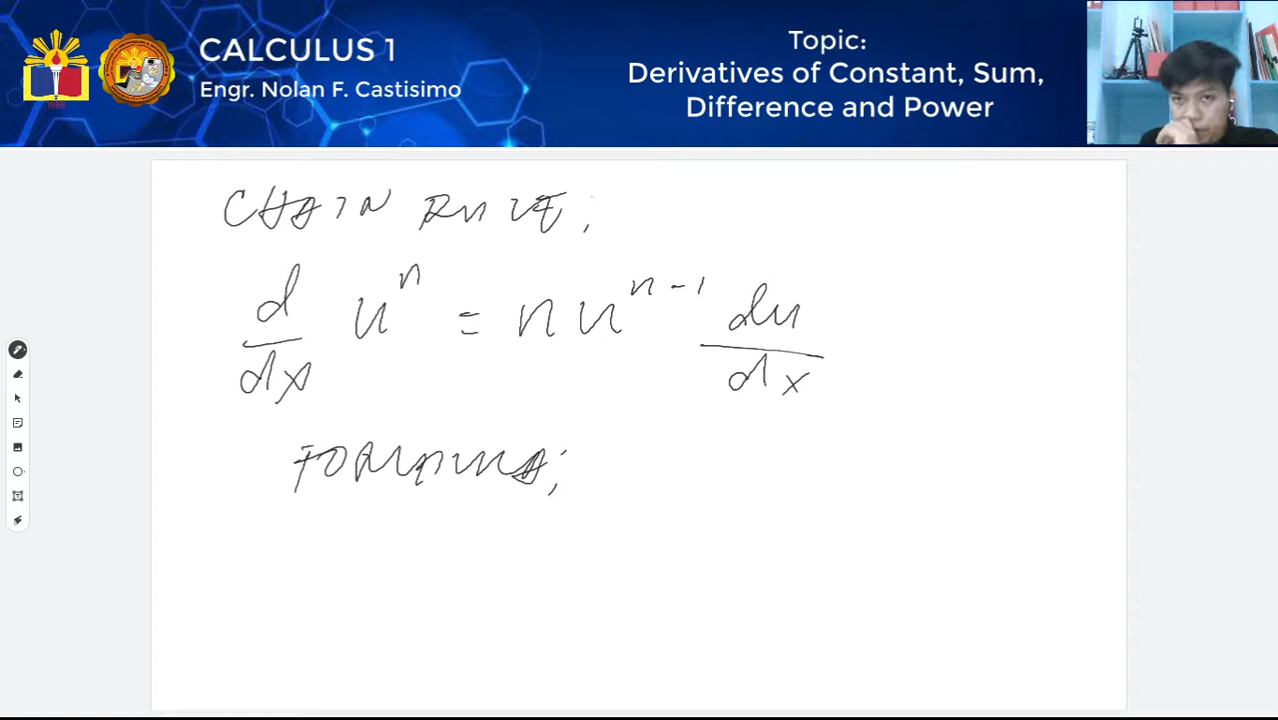 CALCULUS 1
Engr. Nolan F. Castisimo
Topic:
Derivatives of Constant, Sum,
Difference and Power
CHAIN RULE;
d/dx u^n = n u^(n-1) du/dx
FORMULA;